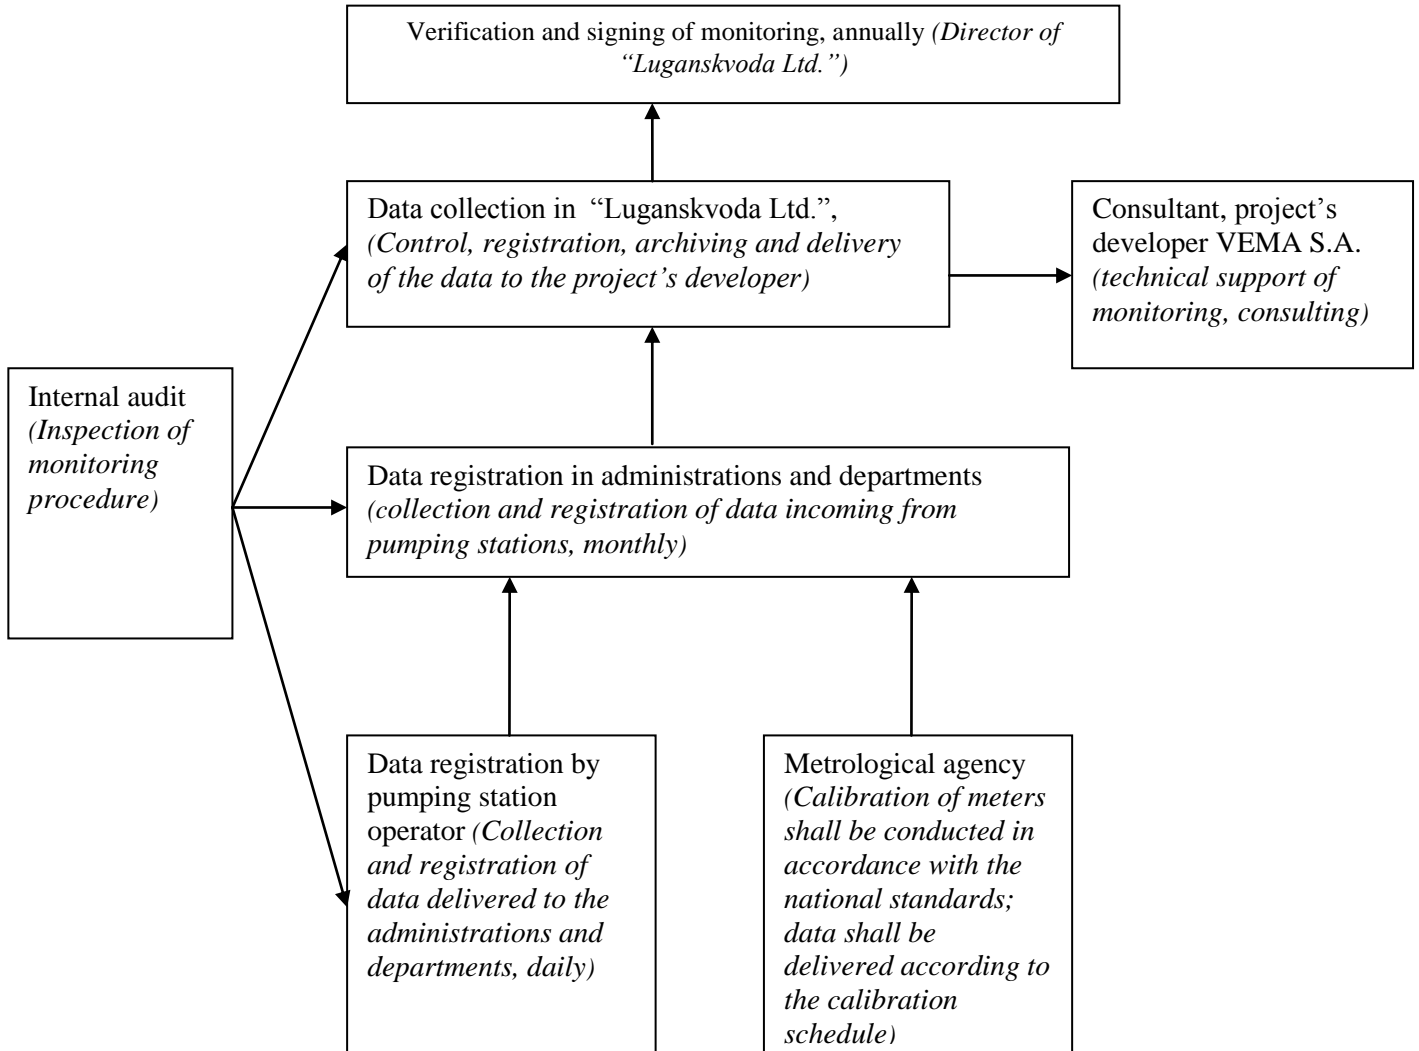 Verification and signing of monitoring, annually (Director of
“Luganskvoda Ltd.”)
Data collection in “Luganskvoda Ltd.”,
(Control, registration, archiving and delivery
of the data to the project’s developer)
Consultant, project’s
developer VEMA S.A.
(technical support of
monitoring, consulting)
Internal audit
(Inspection of
monitoring
procedure)
Data registration in administrations and departments
(collection and registration of data incoming from
pumping stations, monthly)
Data registration by
pumping station
operator (Collection
and registration of
data delivered to the
administrations and
departments, daily)
Metrological agency
(Calibration of meters
shall be conducted in
accordance with the
national standards;
data shall be
delivered according to
the calibration
schedule)